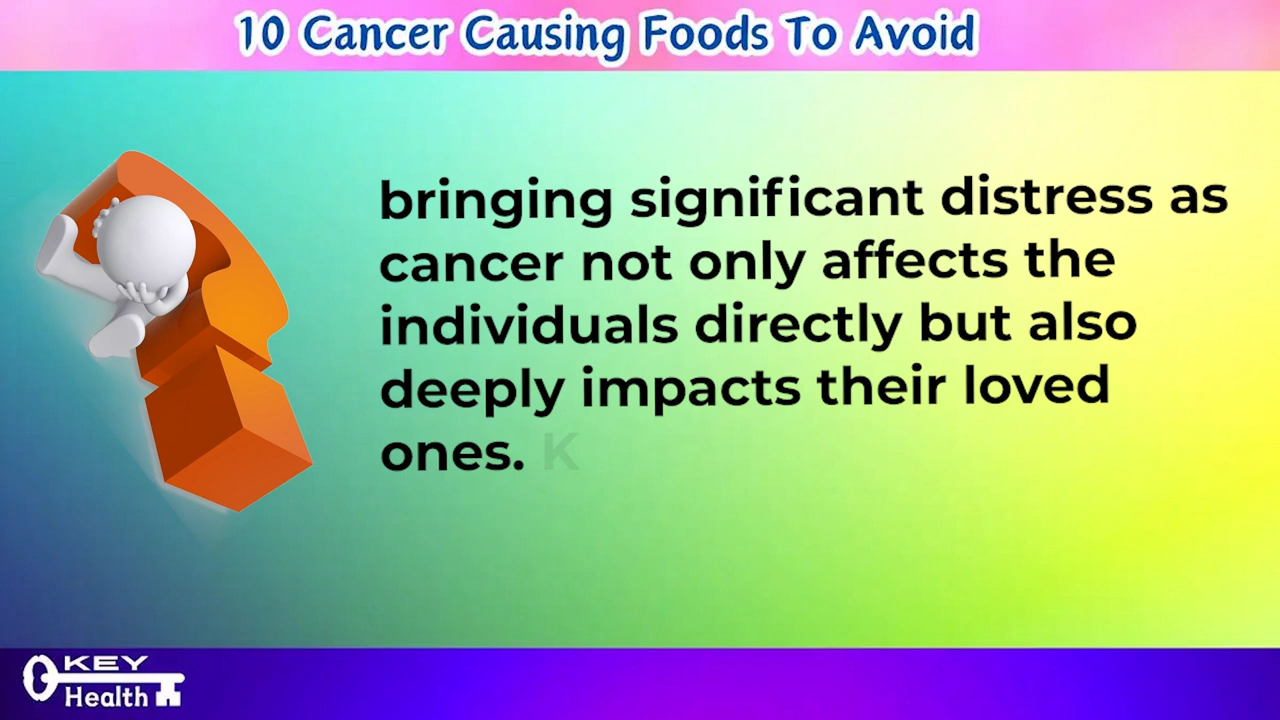 10 Cancer Causing Foods To Avoid
bringing significant distress as
cancer not only affects the
individuals directly but also
deeply impacts their loved
ones. K
KEY
Health